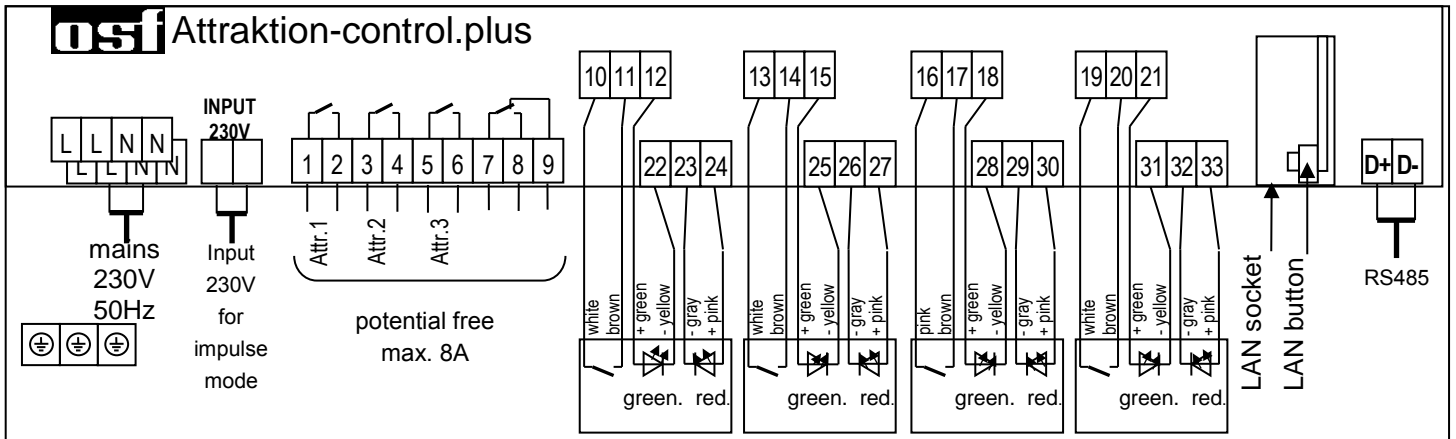 osf Attraktion-control.plus
10 11 12
13 14 15
16 17 18
19 20 21
INPUT
230V
L L N N
L L N N
1 2 3 4 5 6 7 8 9
22 23 24
25 26 27
28 29 30
31 32 33
D+ D-
mains
230V
50Hz
Input
230V
for
impulse
mode
Attr.1
Attr.2
Attr.3
potential free
max. 8A
white
brown
+ green
- yellow
- gray
+ pink
green. red.
white
brown
+ green
- yellow
- gray
+ pink
green. red.
pink
brown
+ green
- yellow
- gray
+ pink
green. red.
white
brown
+ green
- yellow
- gray
+ pink
green. red.
LAN socket
LAN button
RS485